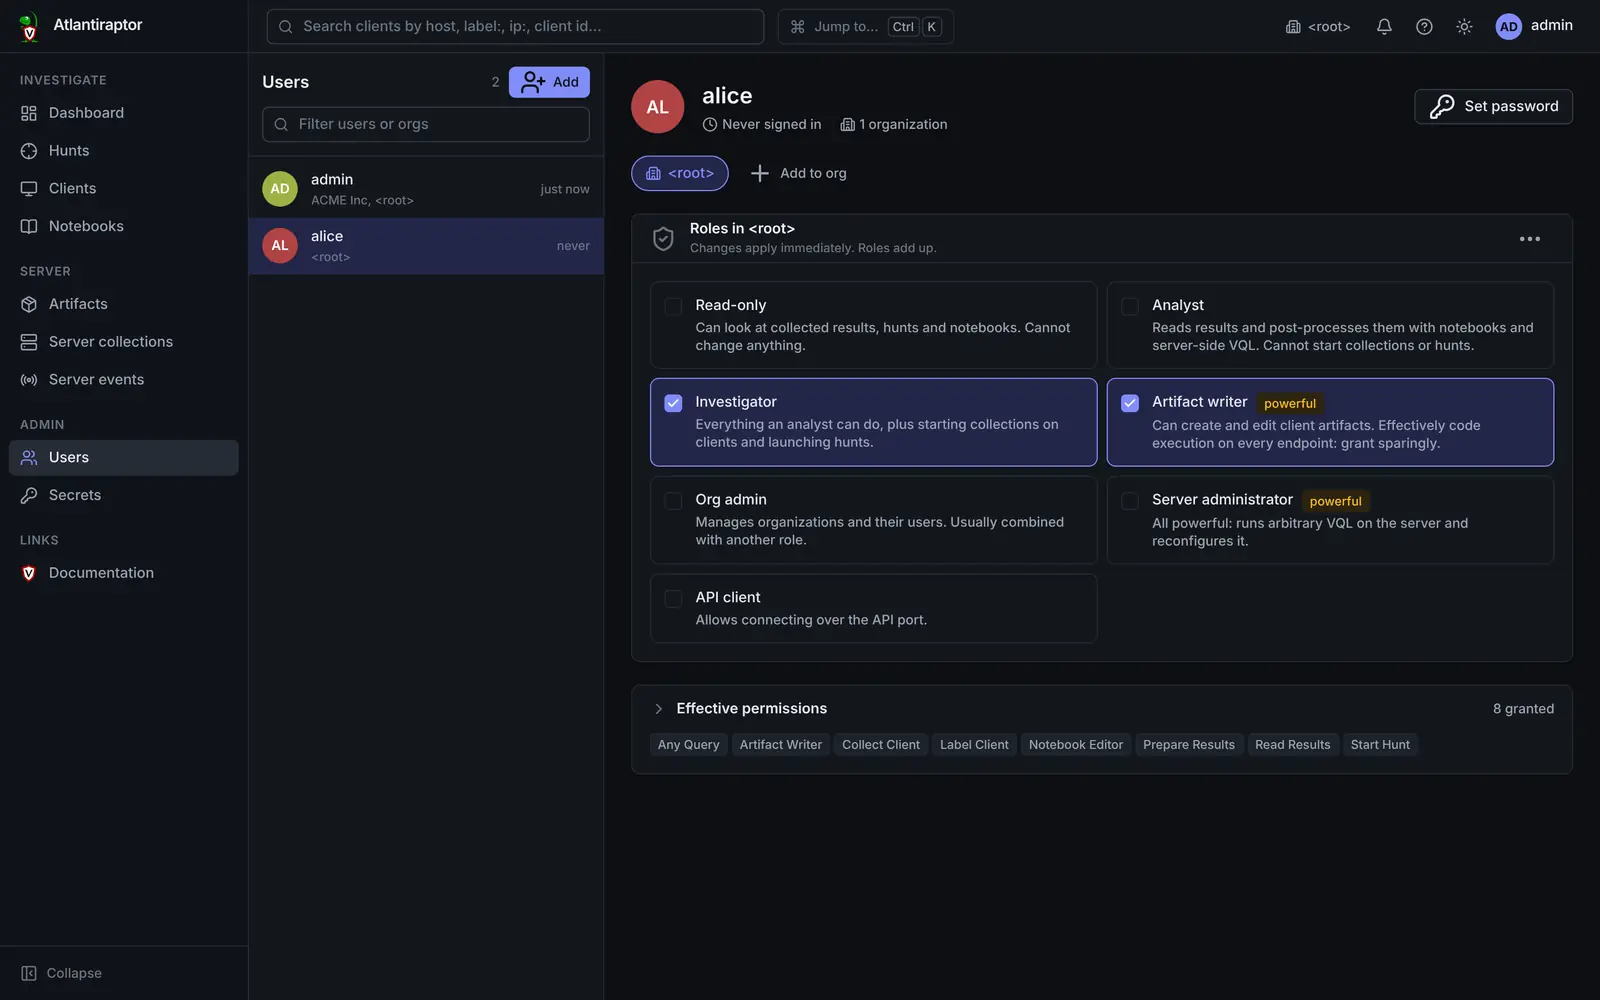 Atlantiraptor
Search clients by host, label:, ip:, client id...
Jump to... Ctrl K
<root>
AD admin
INVESTIGATE
Dashboard
Hunts
Clients
Notebooks
SERVER
Artifacts
Server collections
Server events
ADMIN
Users
Secrets
LINKS
Documentation
Collapse
Users 2 Add
Filter users or orgs
AD admin just now
ACME Inc, <root>
AL alice never
<root>
AL alice
Never signed in 1 organization
Set password
<root> Add to org
Roles in <root>
Changes apply immediately. Roles add up.
Read-only
Can look at collected results, hunts and notebooks. Cannot
change anything.
Analyst
Reads results and post-processes them with notebooks and
server-side VQL. Cannot start collections or hunts.
Investigator
Everything an analyst can do, plus starting collections on
clients and launching hunts.
Artifact writer powerful
Can create and edit client artifacts. Effectively code
execution on every endpoint: grant sparingly.
Org admin
Manages organizations and their users. Usually combined
with another role.
Server administrator powerful
All powerful: runs arbitrary VQL on the server and
reconfigures it.
API client
Allows connecting over the API port.
Effective permissions 8 granted
Any Query Artifact Writer Collect Client Label Client Notebook Editor Prepare Results Read Results Start Hunt